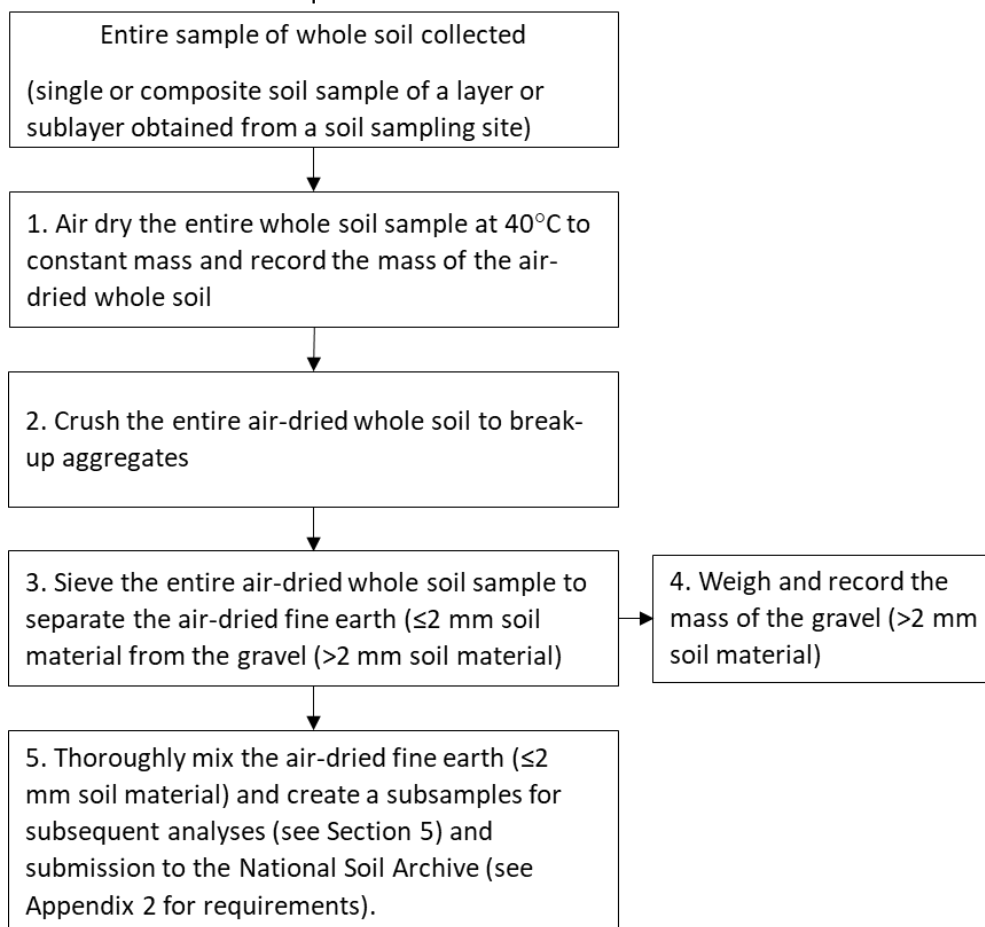 Entire sample of whole soil collected
(single or composite soil sample of a layer or
sublayer obtained from a soil sampling site)
1. Air dry the entire whole soil sample at 40°C to
constant mass and record the mass of the air-
dried whole soil
2. Crush the entire air-dried whole soil to break-
up aggregates
3. Sieve the entire air-dried whole soil sample to
separate the air-dried fine earth (≤2 mm soil
material from the gravel (>2 mm soil material)
4. Weigh and record the
mass of the gravel (>2 mm
soil material)
5. Thoroughly mix the air-dried fine earth (≤2
mm soil material) and create a subsamples for
subsequent analyses (see Section 5) and
submission to the National Soil Archive (see
Appendix 2 for requirements).